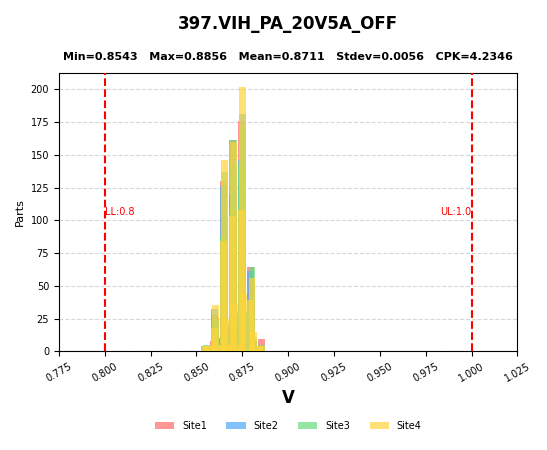 397.VIH_PA_20V5A_OFF
Min=0.8543 Max=0.8856 Mean=0.8711 Stdev=0.0056 CPK=4.2346
200
175
150
125
100
75
50
25
0
Parts
LL:0.8
UL:1.0
0.775 0.800 0.825 0.850 0.875 0.900 0.925 0.950 0.975 1.000 1.025
V
Site1 Site2 Site3 Site4